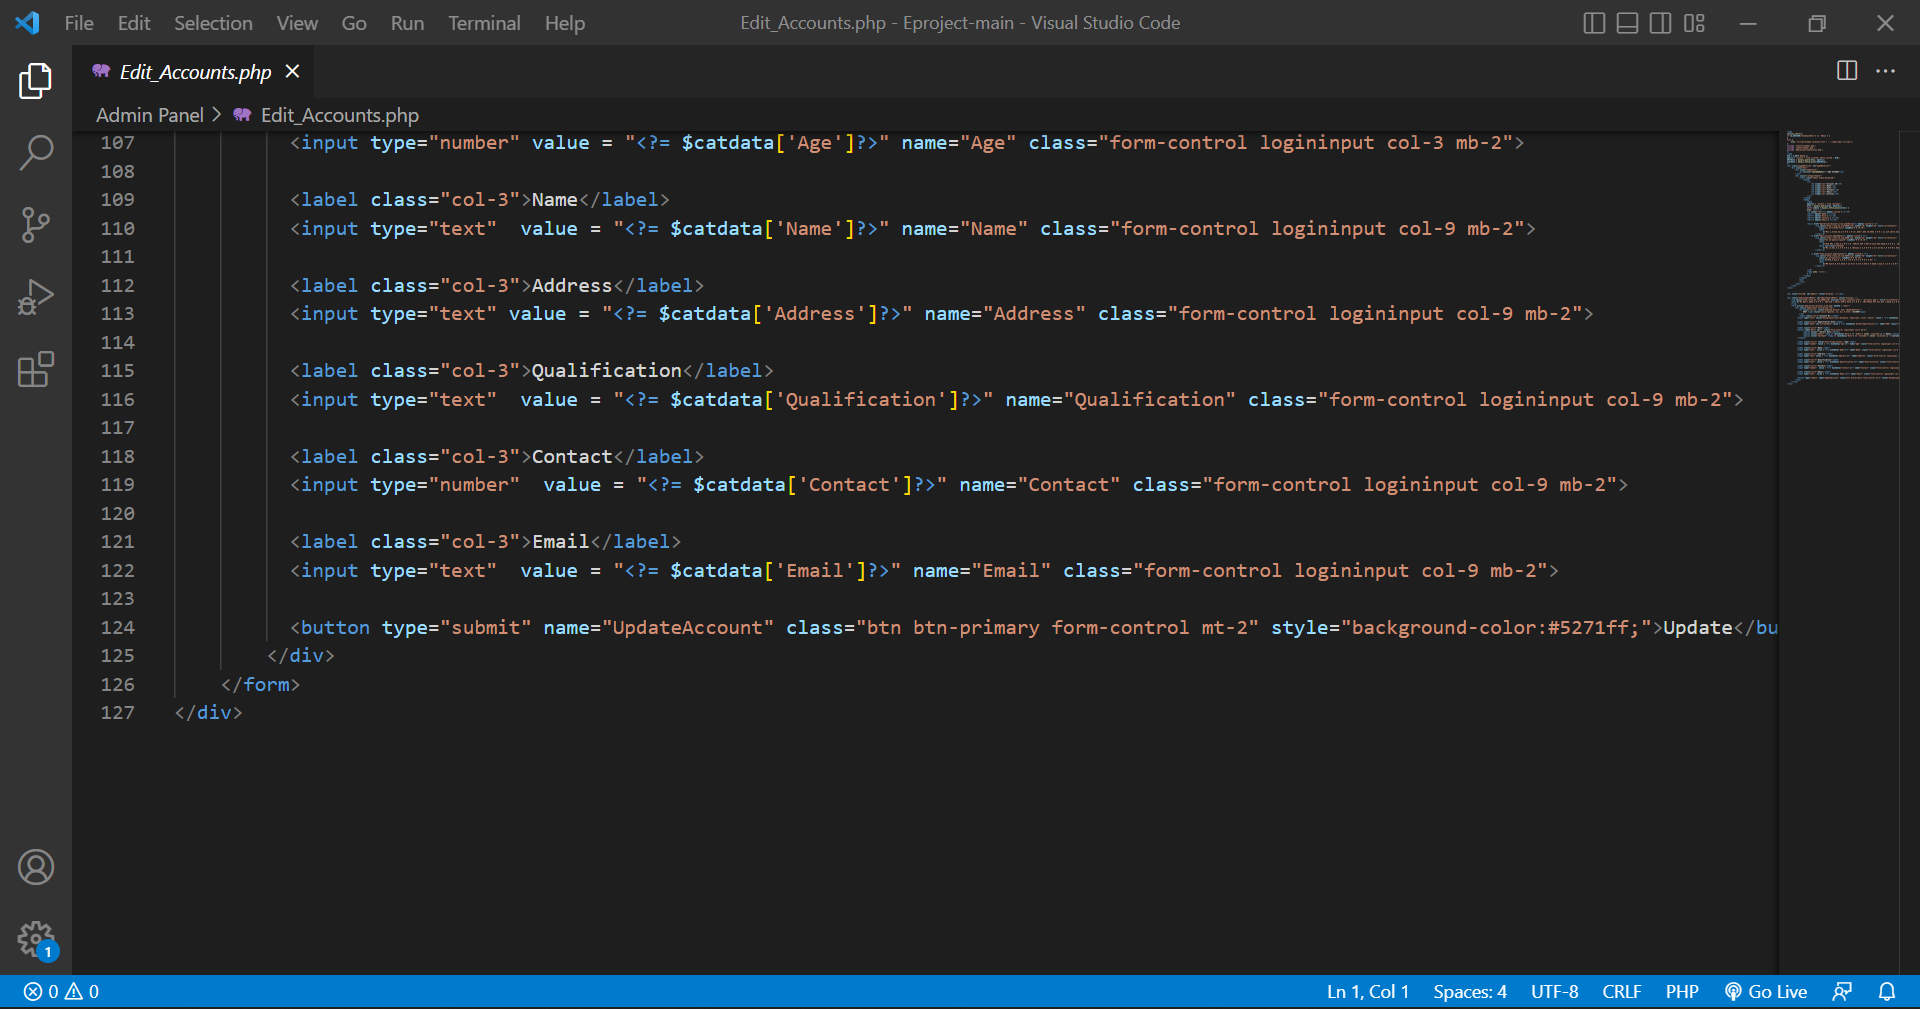 File Edit Selection View Go Run Terminal Help
Edit_Accounts.php - Eproject-main - Visual Studio Code
Edit_Accounts.php
Admin Panel > Edit_Accounts.php
107 <input type="number" value = "<?= $catdata['Age']?>" name="Age" class="form-control logininput col-3 mb-2">
108
109 <label class="col-3">Name</label>
110 <input type="text"  value = "<?= $catdata['Name']?>" name="Name" class="form-control logininput col-9 mb-2">
111
112 <label class="col-3">Address</label>
113 <input type="text" value = "<?= $catdata['Address']?>" name="Address" class="form-control logininput col-9 mb-2">
114
115 <label class="col-3">Qualification</label>
116 <input type="text"  value = "<?= $catdata['Qualification']?>" name="Qualification" class="form-control logininput col-9 mb-2">
117
118 <label class="col-3">Contact</label>
119 <input type="number"  value = "<?= $catdata['Contact']?>" name="Contact" class="form-control logininput col-9 mb-2">
120
121 <label class="col-3">Email</label>
122 <input type="text"  value = "<?= $catdata['Email']?>" name="Email" class="form-control logininput col-9 mb-2">
123
124 <button type="submit" name="UpdateAccount" class="btn btn-primary form-control mt-2" style="background-color:#5271ff;">Update</bu
125 </div>
126 </form>
127 </div>
1
0 0 Ln 1, Col 1 Spaces: 4 UTF-8 CRLF PHP Go Live